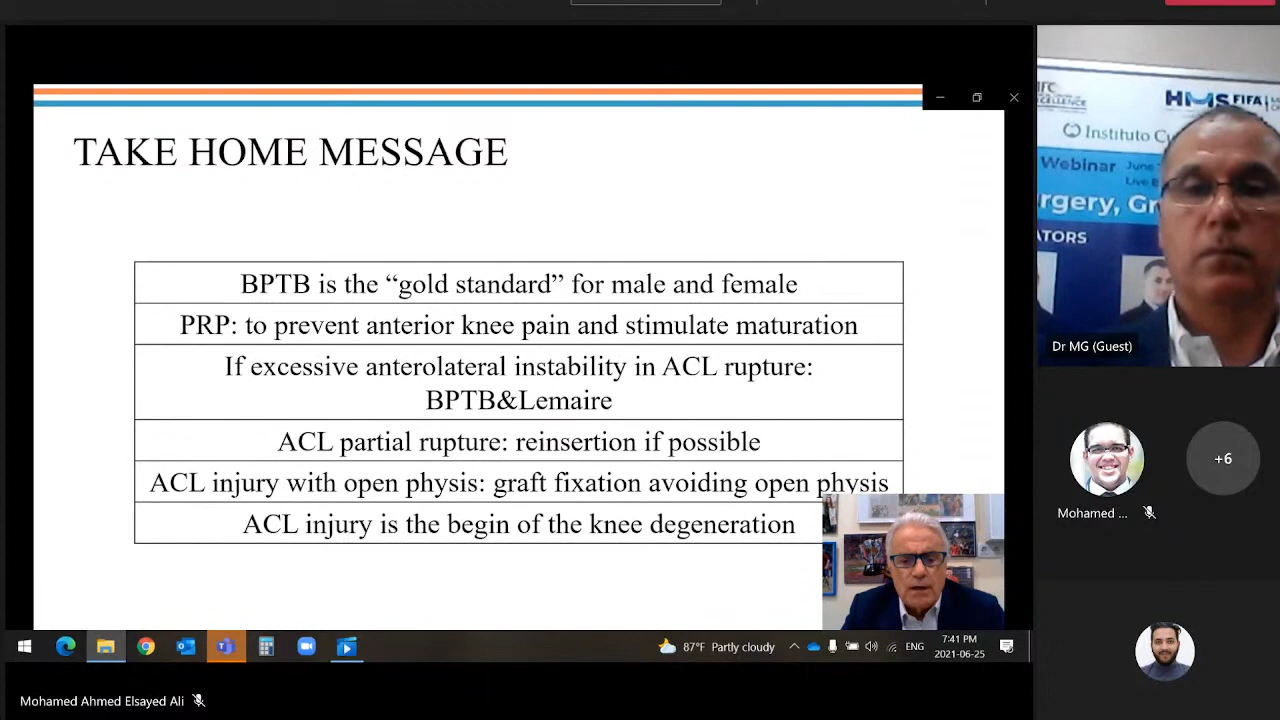 TAKE HOME MESSAGE
BPTB is the “gold standard” for male and female
PRP: to prevent anterior knee pain and stimulate maturation
If excessive anterolateral instability in ACL rupture:
BPTB&Lemaire
ACL partial rupture: reinsertion if possible
ACL injury with open physis: graft fixation avoiding open physis
ACL injury is the begin of the knee degeneration
HMS FIFA
Instituto
Webinar June
Live
Dr MG (Guest)
+6
Mohamed ...
87°F Partly cloudy
ENG
7:41 PM
2021-06-25
Mohamed Ahmed Elsayed Ali